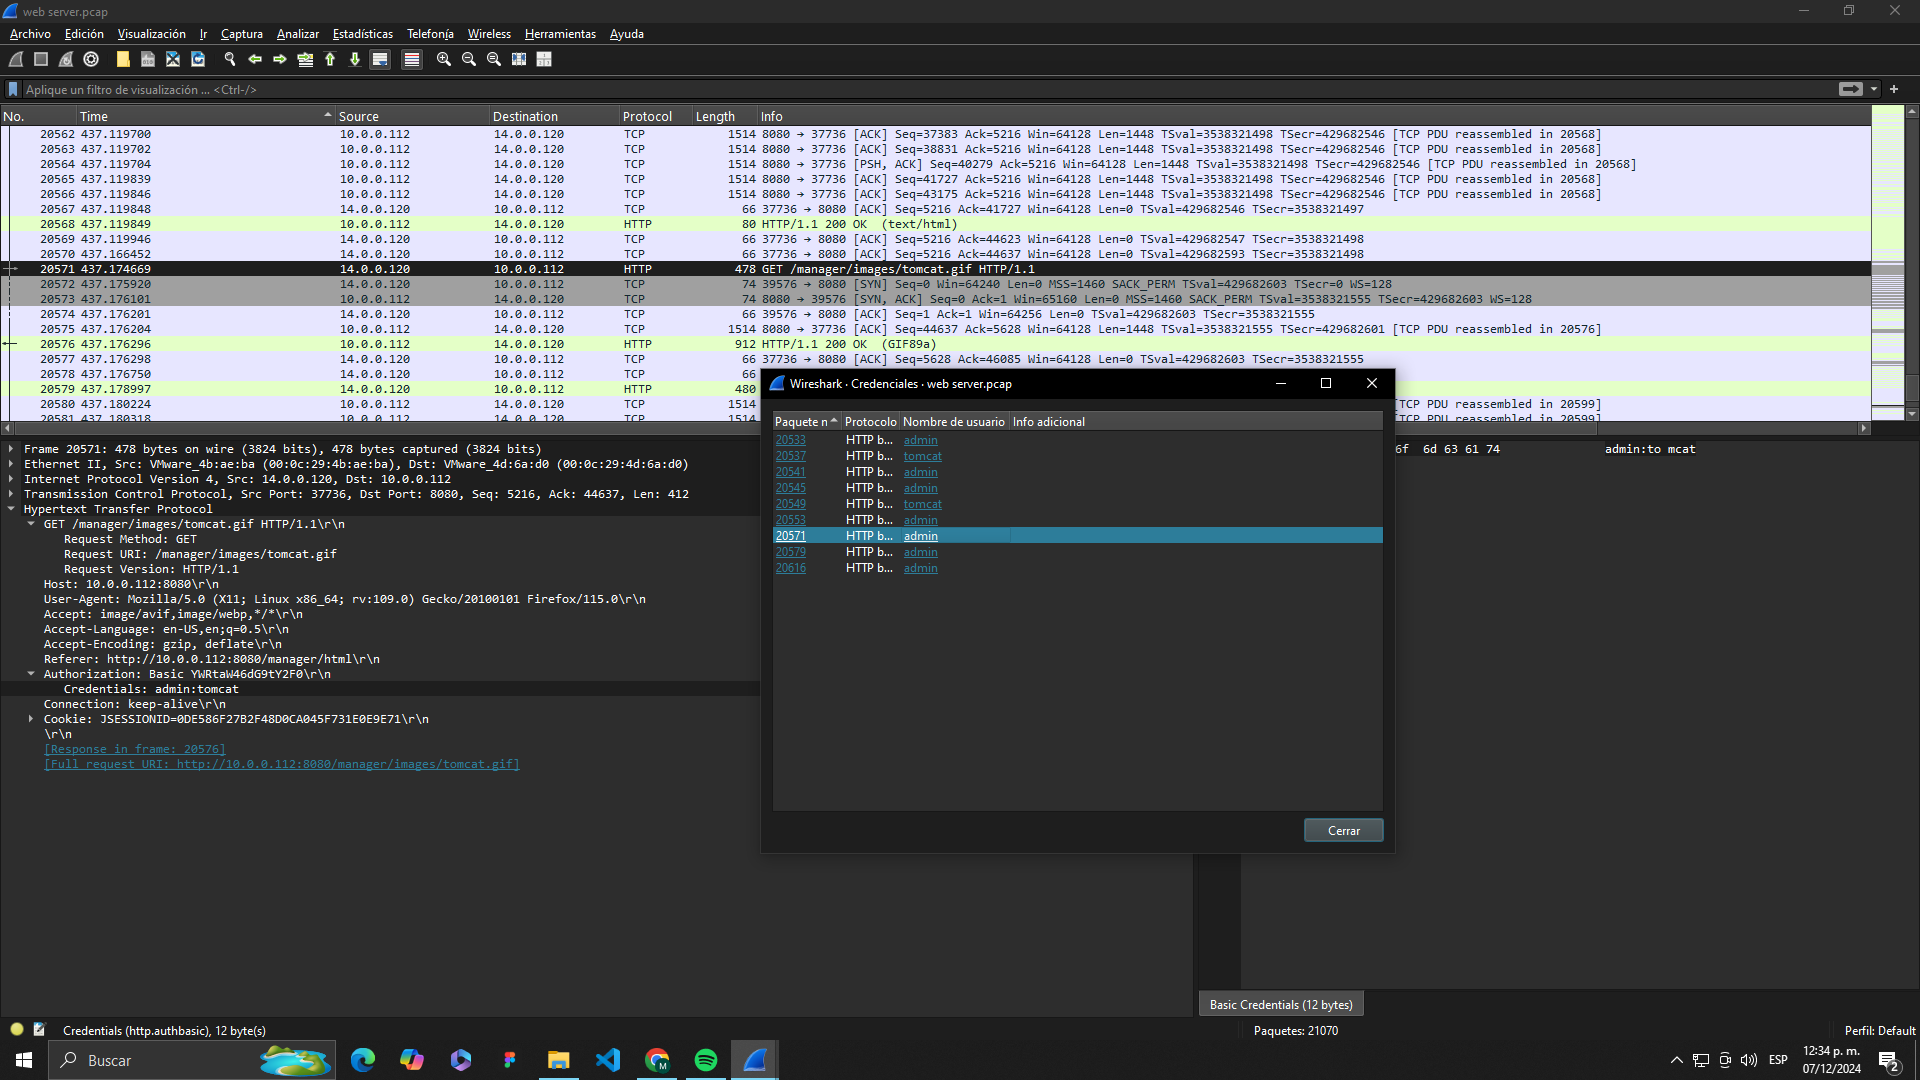 web server.pcap
Archivo Edición Visualización Ir Captura Analizar Estadísticas Telefonía Wireless Herramientas Ayuda
Aplique un filtro de visualización ... <Ctrl-/>
No. Time Source Destination Protocol Length Info
20562 437.119700 10.0.0.112 14.0.0.120 TCP 1514 8080 → 37736 [ACK] Seq=37383 Ack=5216 Win=64128 Len=1448 TSval=3538321498 TSecr=429682546 [TCP PDU reassembled in 20568]
20563 437.119702 10.0.0.112 14.0.0.120 TCP 1514 8080 → 37736 [ACK] Seq=38831 Ack=5216 Win=64128 Len=1448 TSval=3538321498 TSecr=429682546 [TCP PDU reassembled in 20568]
20564 437.119704 10.0.0.112 14.0.0.120 TCP 1514 8080 → 37736 [PSH, ACK] Seq=40279 Ack=5216 Win=64128 Len=1448 TSval=3538321498 TSecr=429682546 [TCP PDU reassembled in 20568]
20565 437.119839 10.0.0.112 14.0.0.120 TCP 1514 8080 → 37736 [ACK] Seq=41727 Ack=5216 Win=64128 Len=1448 TSval=3538321498 TSecr=429682546 [TCP PDU reassembled in 20568]
20566 437.119846 10.0.0.112 14.0.0.120 TCP 1514 8080 → 37736 [ACK] Seq=43175 Ack=5216 Win=64128 Len=1448 TSval=3538321498 TSecr=429682546 [TCP PDU reassembled in 20568]
20567 437.119848 14.0.0.120 10.0.0.112 TCP 66 37736 → 8080 [ACK] Seq=5216 Ack=41727 Win=64128 Len=0 TSval=429682546 TSecr=3538321497
20568 437.119849 10.0.0.112 14.0.0.120 HTTP 80 HTTP/1.1 200 OK (text/html)
20569 437.119946 14.0.0.120 10.0.0.112 TCP 66 37736 → 8080 [ACK] Seq=5216 Ack=44623 Win=64128 Len=0 TSval=429682547 TSecr=3538321498
20570 437.166452 14.0.0.120 10.0.0.112 TCP 66 37736 → 8080 [ACK] Seq=5216 Ack=44637 Win=64128 Len=0 TSval=429682593 TSecr=3538321498
20571 437.174669 14.0.0.120 10.0.0.112 HTTP 478 GET /manager/images/tomcat.gif HTTP/1.1
20572 437.175920 14.0.0.120 10.0.0.112 TCP 74 39576 → 8080 [SYN] Seq=0 Win=64240 Len=0 MSS=1460 SACK_PERM TSval=429682603 TSecr=0 WS=128
20573 437.176101 10.0.0.112 14.0.0.120 TCP 74 8080 → 39576 [SYN, ACK] Seq=0 Ack=1 Win=65160 Len=0 MSS=1460 SACK_PERM TSval=3538321555 TSecr=429682603 WS=128
20574 437.176201 14.0.0.120 10.0.0.112 TCP 66 39576 → 8080 [ACK] Seq=1 Ack=1 Win=64256 Len=0 TSval=429682603 TSecr=3538321555
20575 437.176204 10.0.0.112 14.0.0.120 TCP 1514 8080 → 37736 [ACK] Seq=44637 Ack=5628 Win=64128 Len=1448 TSval=3538321555 TSecr=429682601 [TCP PDU reassembled in 20576]
20576 437.176296 10.0.0.112 14.0.0.120 HTTP 912 HTTP/1.1 200 OK (GIF89a)
20577 437.176298 14.0.0.120 10.0.0.112 TCP 66 37736 → 8080 [ACK] Seq=5628 Ack=46085 Win=64128 Len=0 TSval=429682603 TSecr=3538321555
20578 437.176750 14.0.0.120 10.0.0.112 TCP 66
20579 437.178997 14.0.0.120 10.0.0.112 HTTP 480
20580 437.180224 10.0.0.112 14.0.0.120 TCP 1514 TCP PDU reassembled in 20599]
20581 437.180318 10.0.0.112 14.0.0.120 TCP 1514 TCP PDU reassembled in 20599]
Frame 20571: 478 bytes on wire (3824 bits), 478 bytes captured (3824 bits)
Ethernet II, Src: VMware_4b:ae:ba (00:0c:29:4b:ae:ba), Dst: VMware_4d:6a:d0 (00:0c:29:4d:6a:d0)
Internet Protocol Version 4, Src: 14.0.0.120, Dst: 10.0.0.112
Transmission Control Protocol, Src Port: 37736, Dst Port: 8080, Seq: 5216, Ack: 44637, Len: 412
Hypertext Transfer Protocol
GET /manager/images/tomcat.gif HTTP/1.1\r\n
Request Method: GET
Request URI: /manager/images/tomcat.gif
Request Version: HTTP/1.1
Host: 10.0.0.112:8080\r\n
User-Agent: Mozilla/5.0 (X11; Linux x86_64; rv:109.0) Gecko/20100101 Firefox/115.0\r\n
Accept: image/avif,image/webp,*/*\r\n
Accept-Language: en-US,en;q=0.5\r\n
Accept-Encoding: gzip, deflate\r\n
Referer: http://10.0.0.112:8080/manager/html\r\n
Authorization: Basic YWRtaW46dG9tY2F0\r\n
Credentials: admin:tomcat
Connection: keep-alive\r\n
Cookie: JSESSIONID=0DE586F27B2F48D0CA045F731E0E9E71\r\n
\r\n
[Response in frame: 20576]
[Full request URI: http://10.0.0.112:8080/manager/images/tomcat.gif]
Wireshark · Credenciales · web server.pcap
Paquete n Protocolo Nombre de usuario Info adicional
20533 HTTP b... admin
20537 HTTP b... tomcat
20541 HTTP b... admin
20545 HTTP b... admin
20549 HTTP b... tomcat
20553 HTTP b... admin
20571 HTTP b... admin
20579 HTTP b... admin
20616 HTTP b... admin
Cerrar
6f 6d 63 61 74 admin:to mcat
Basic Credentials (12 bytes)
Credentials (http.authbasic), 12 byte(s)
Paquetes: 21070
Perfil: Default
Buscar
ESP
12:34 p. m.
07/12/2024
2